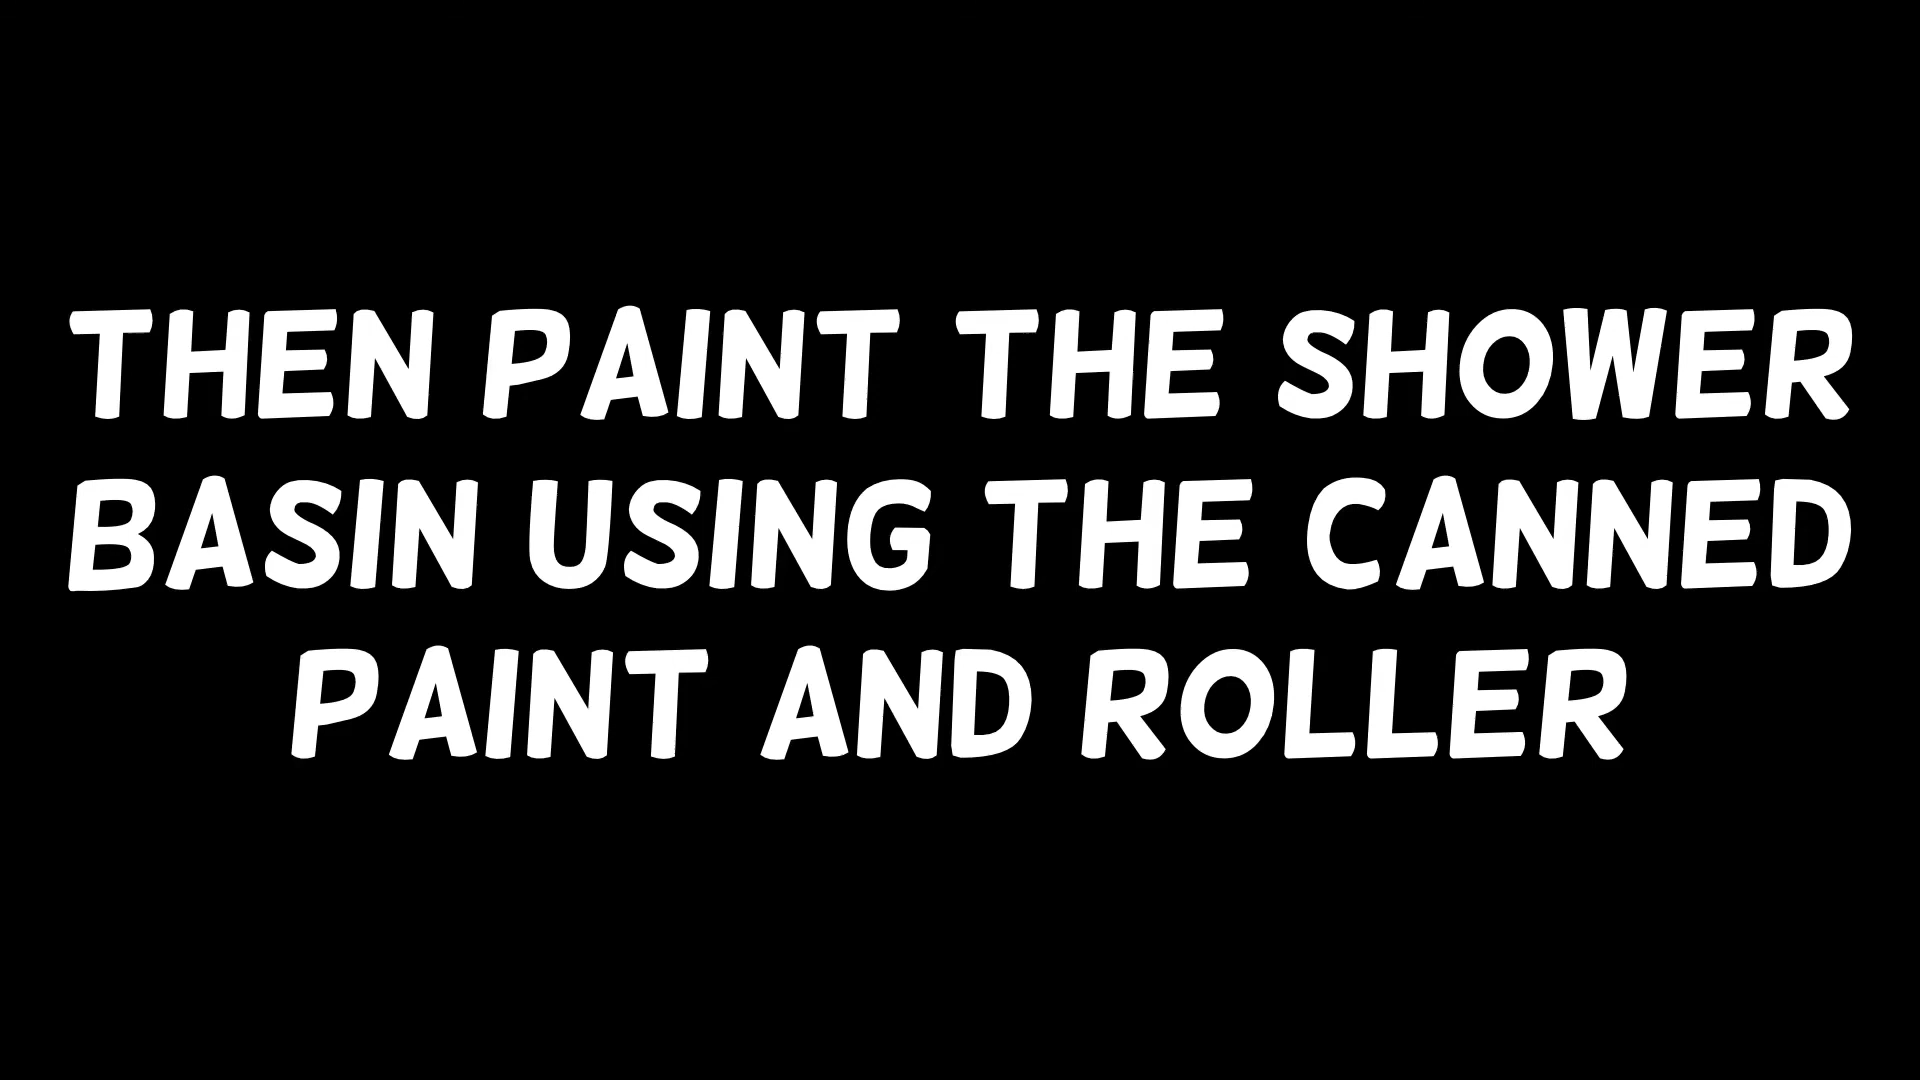 THEN PAINT THE SHOWER
BASIN USING THE CANNED
PAINT AND ROLLER